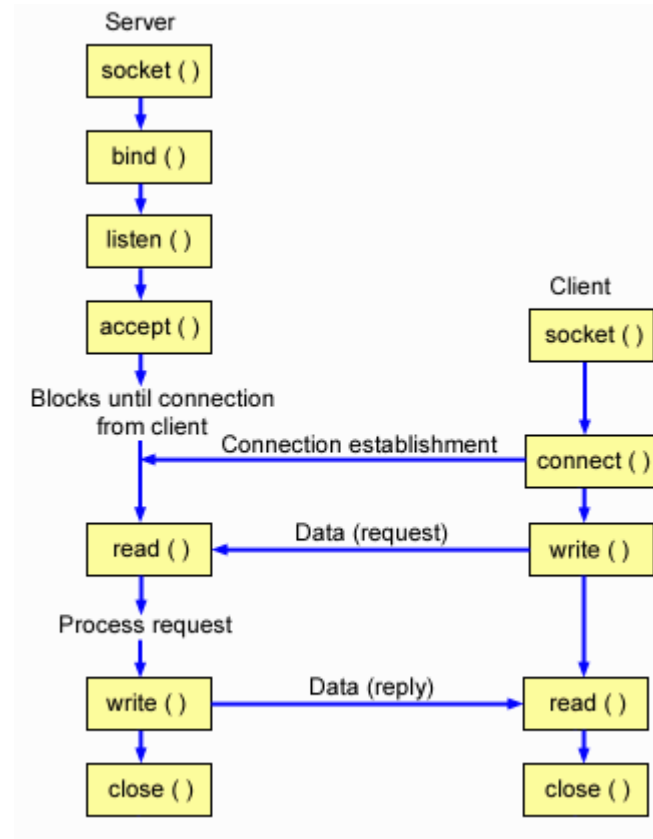 Server
socket ( )
bind ( )
listen ( )
accept ( )
Blocks until connection
from client
Client
socket ( )
Connection establishment
connect ( )
read ( )
Data (request)
write ( )
Process request
write ( )
Data (reply)
read ( )
close ( )
close ( )